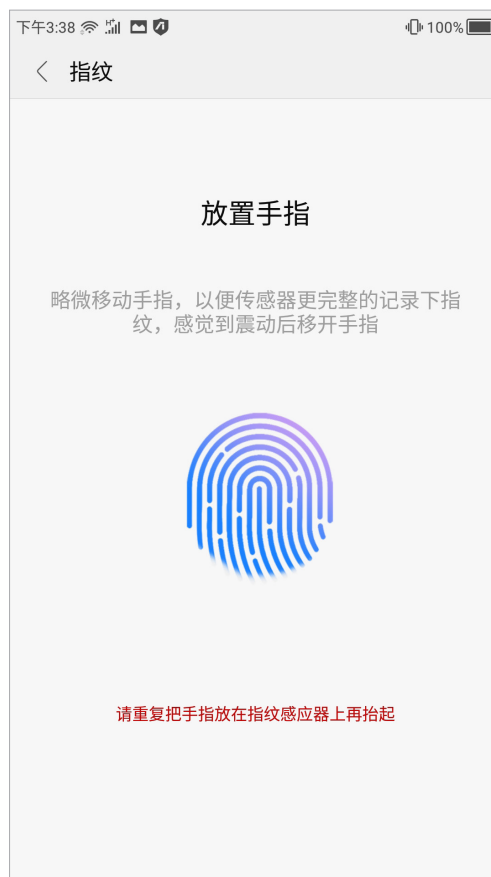 下午3:38 100%
指纹
放置手指
略微移动手指，以便传感器更完整的记录下指
纹，感觉到震动后移开手指
请重复把手指放在指纹感应器上再抬起